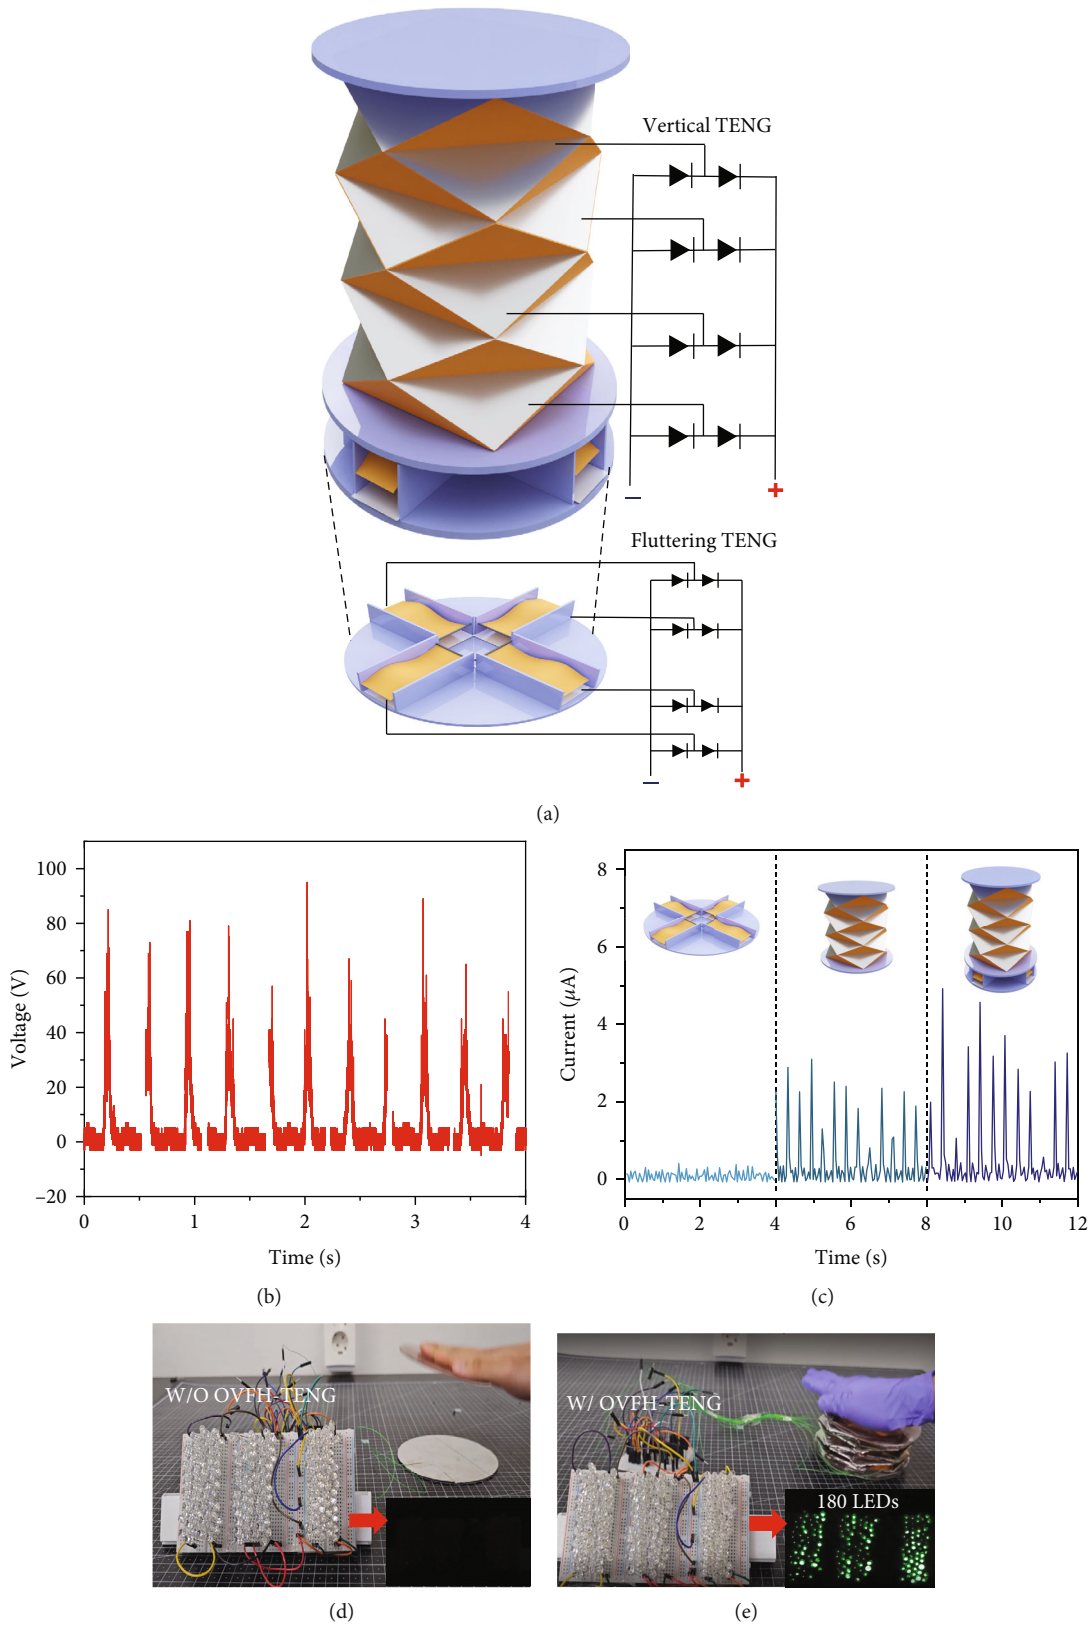 Vertical TENG
Fluttering TENG
(a)
100
80
60
40
20
0
−20
Voltage (V)
0
1
2
3
4
Time (s)
(b)
8
6
4
2
0
Current (μA)
0
2
4
6
8
10
12
Time (s)
(c)
W/O OVFH-TENG
(d)
W/ OVFH-TENG
180 LEDs
(e)